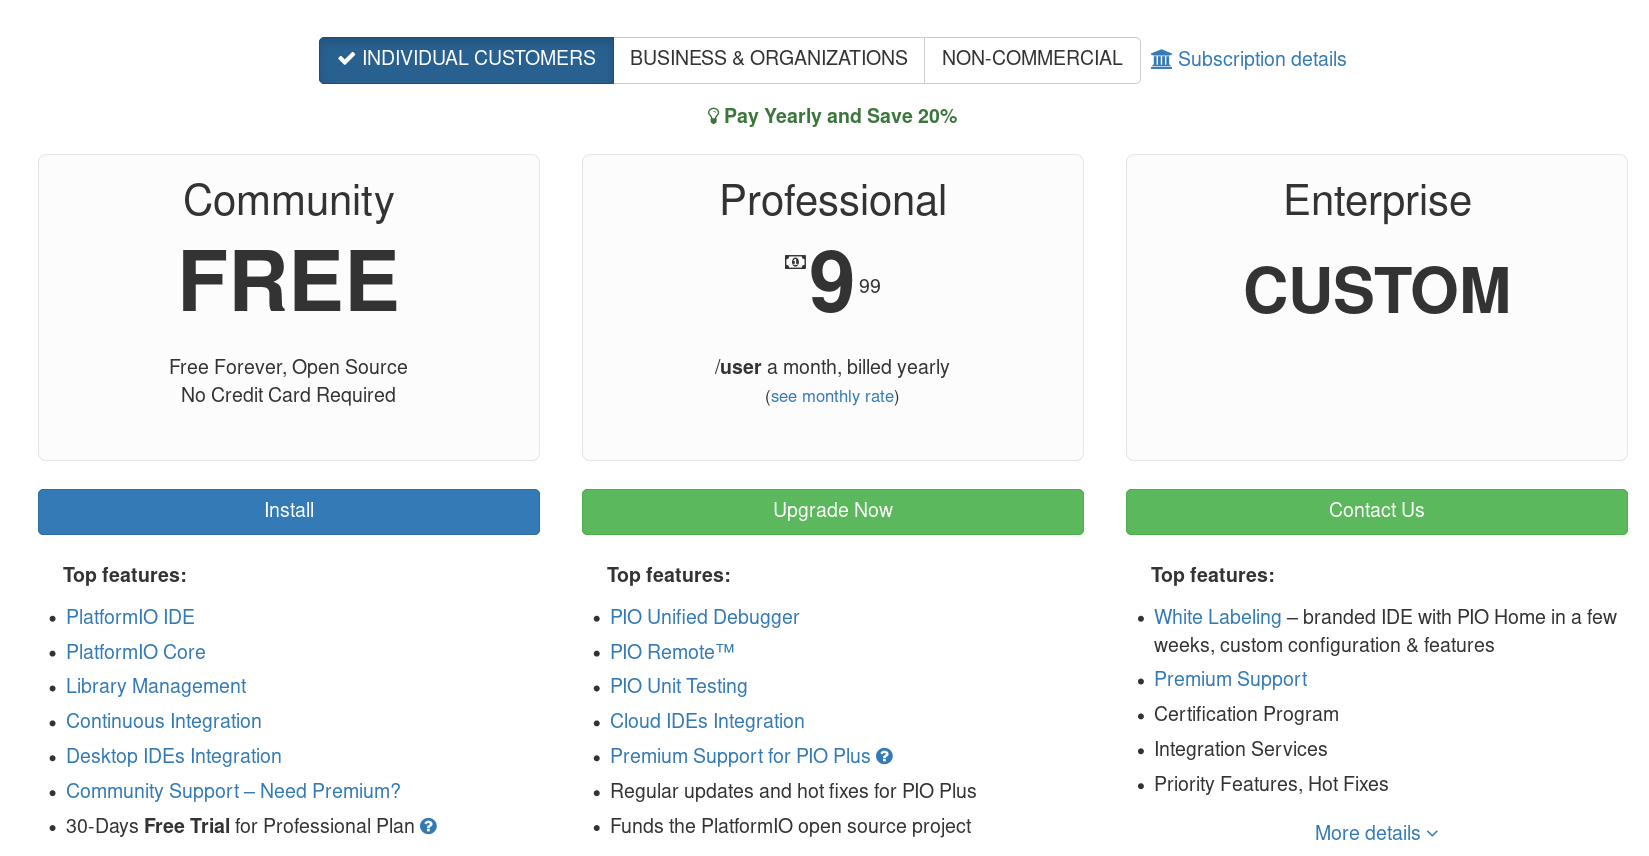 INDIVIDUAL CUSTOMERS BUSINESS & ORGANIZATIONS NON-COMMERCIAL Subscription details
Pay Yearly and Save 20%
Community
FREE
Free Forever, Open Source
No Credit Card Required
Install
Top features:
• PlatformIO IDE
• PlatformIO Core
• Library Management
• Continuous Integration
• Desktop IDEs Integration
• Community Support – Need Premium?
• 30-Days Free Trial for Professional Plan
Professional
9 99
/user a month, billed yearly
(see monthly rate)
Upgrade Now
Top features:
• PIO Unified Debugger
• PIO Remote™
• PIO Unit Testing
• Cloud IDEs Integration
• Premium Support for PIO Plus
• Regular updates and hot fixes for PIO Plus
• Funds the PlatformIO open source project
Enterprise
CUSTOM
Contact Us
Top features:
• White Labeling – branded IDE with PIO Home in a few
weeks, custom configuration & features
• Premium Support
• Certification Program
• Integration Services
• Priority Features, Hot Fixes
More details